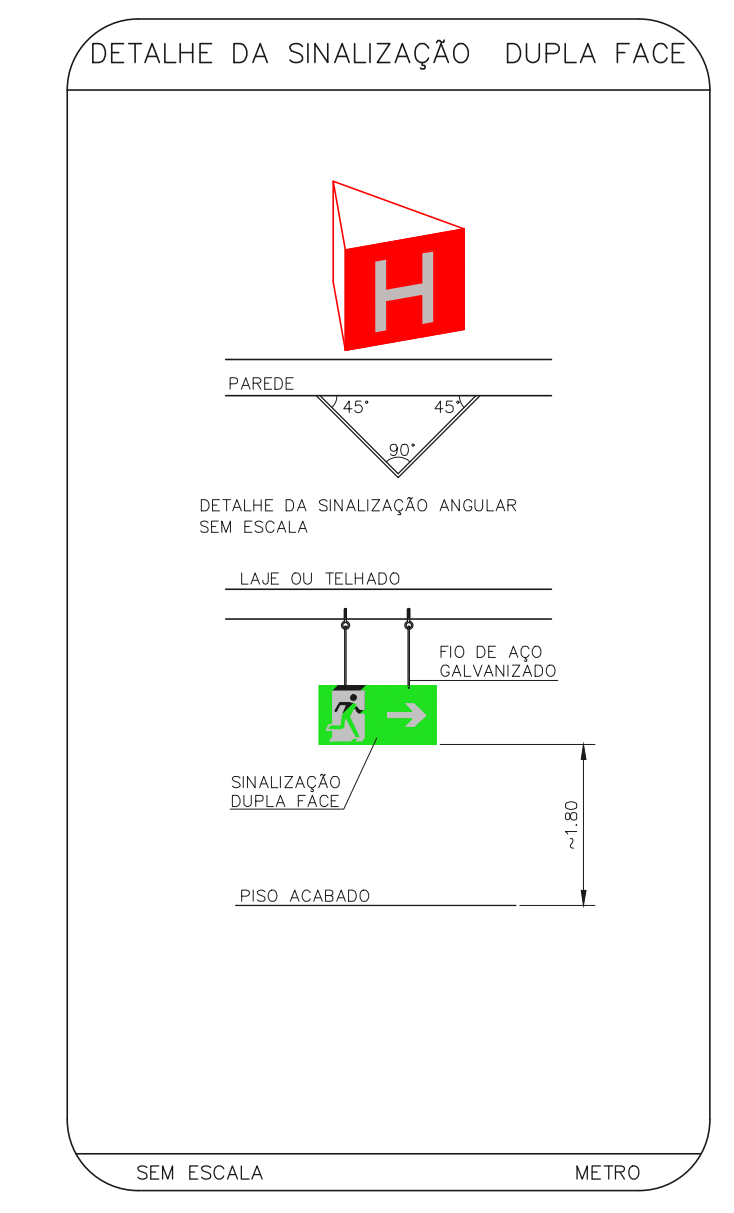 DETALHE DA SINALIZAÇÃO DUPLA FACE
H
PAREDE
45°
45°
90°
DETALHE DA SINALIZAÇÃO ANGULAR
SEM ESCALA
LAJE OU TELHADO
FIO DE AÇO
GALVANIZADO
SINALIZAÇÃO
DUPLA FACE
~1.80
PISO ACABADO
SEM ESCALA
METRO